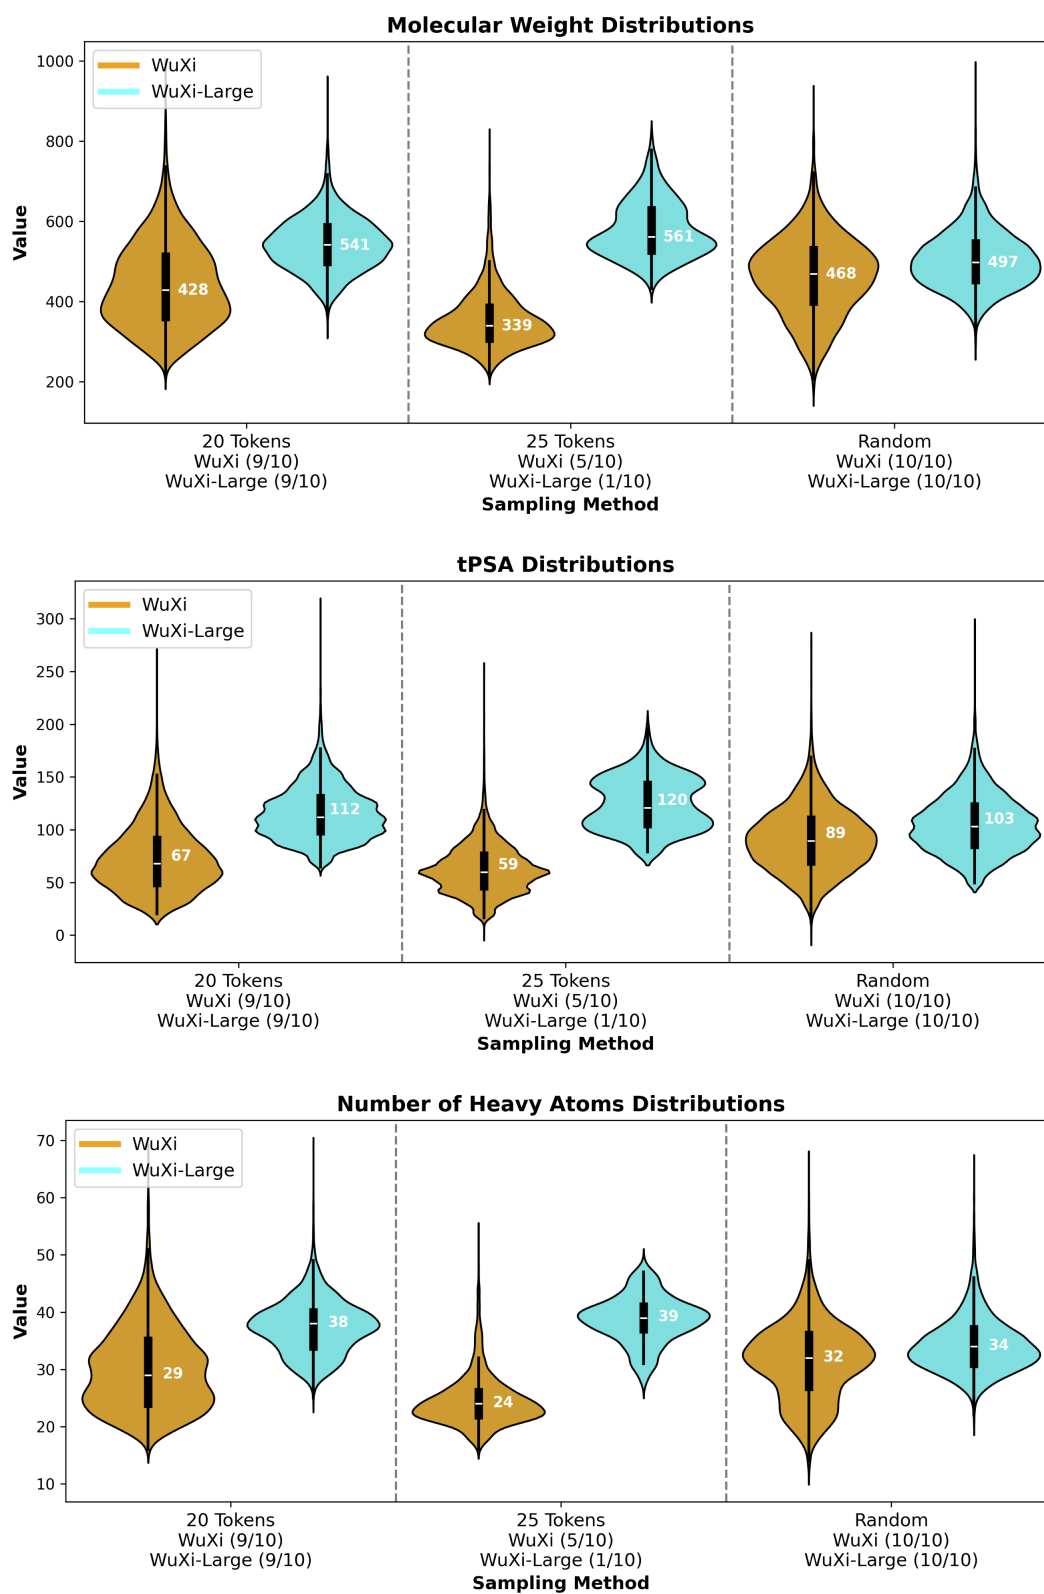 Molecular Weight Distributions
WuXi
WuXi-Large
Value
1000
800
600
400
200
428
541
339
561
468
497
20 Tokens
WuXi (9/10)
WuXi-Large (9/10)
25 Tokens
WuXi (5/10)
WuXi-Large (1/10)
Random
WuXi (10/10)
WuXi-Large (10/10)
Sampling Method
tPSA Distributions
WuXi
WuXi-Large
Value
300
250
200
150
100
50
0
67
112
59
120
89
103
20 Tokens
WuXi (9/10)
WuXi-Large (9/10)
25 Tokens
WuXi (5/10)
WuXi-Large (1/10)
Random
WuXi (10/10)
WuXi-Large (10/10)
Sampling Method
Number of Heavy Atoms Distributions
WuXi
WuXi-Large
Value
70
60
50
40
30
20
10
29
38
24
39
32
34
20 Tokens
WuXi (9/10)
WuXi-Large (9/10)
25 Tokens
WuXi (5/10)
WuXi-Large (1/10)
Random
WuXi (10/10)
WuXi-Large (10/10)
Sampling Method